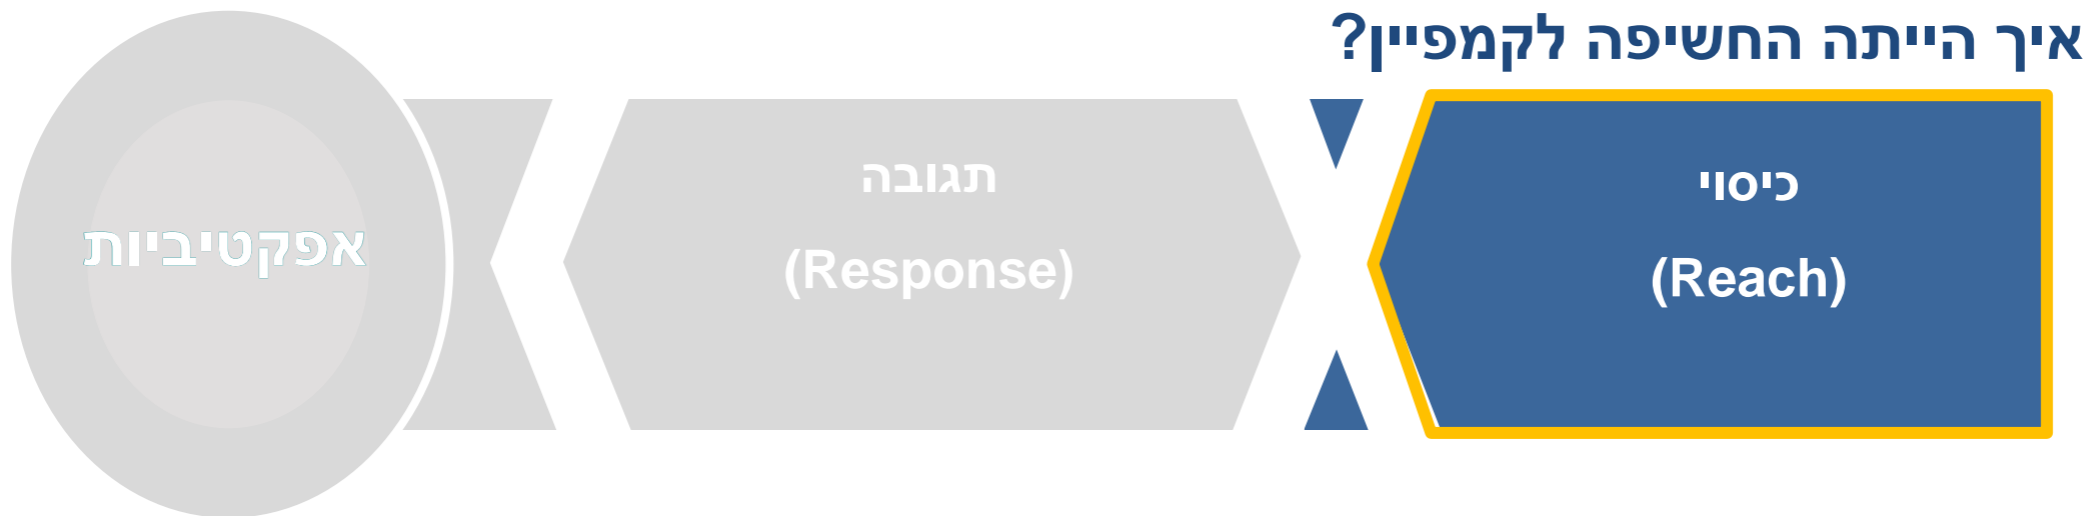 איך הייתה החשיפה לקמפיין?
כיסוי
(Reach)
תגובה
(Response)
אפקטיביות